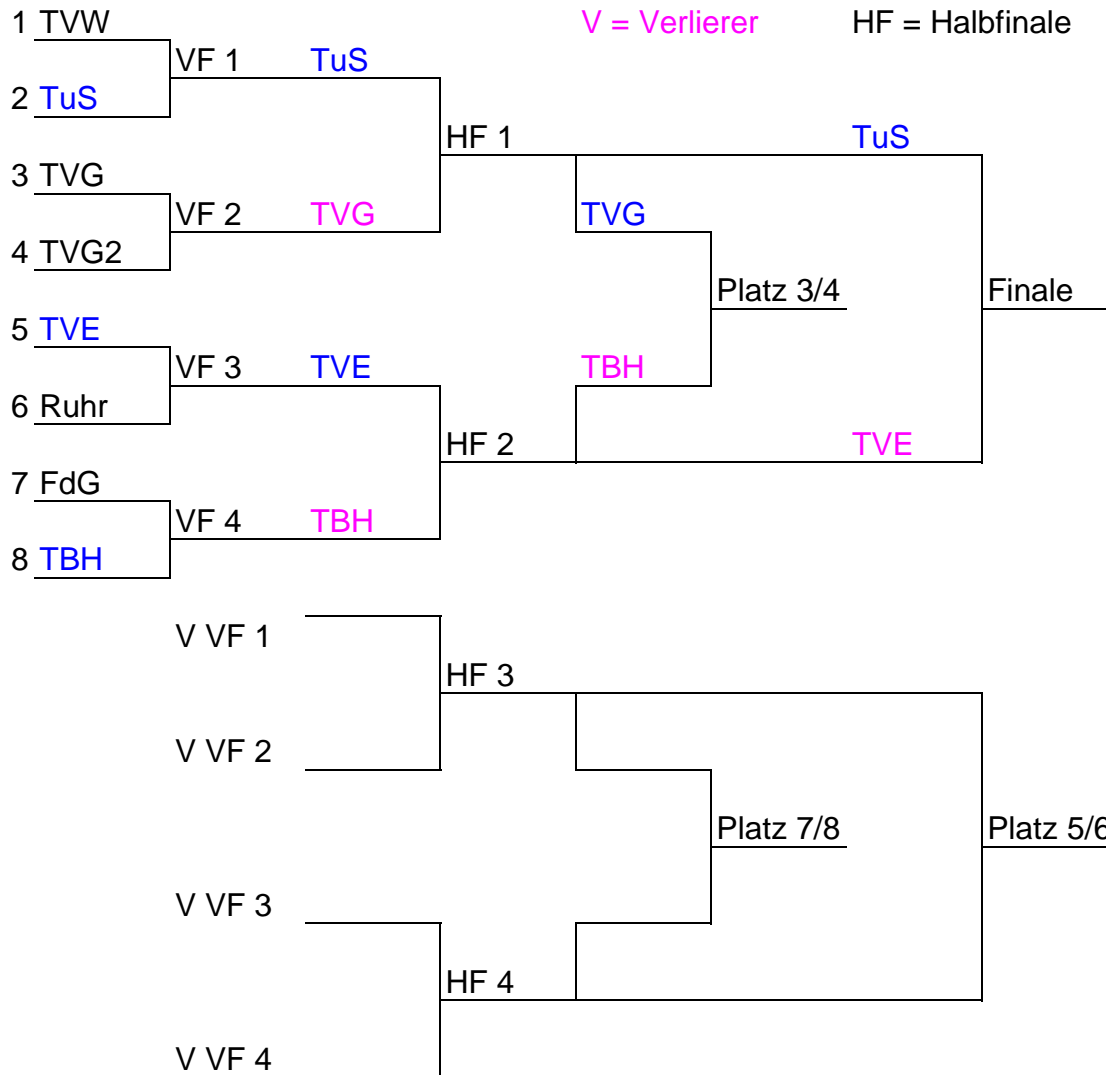 1 TVW V = Verlierer HF = Halbfinale
VF 1 TuS
2 TuS
HF 1 TuS
3 TVG
VF 2 TVG TVG
4 TVG2
Platz 3/4 Finale
5 TVE
VF 3 TVE TBH
6 Ruhr
HF 2 TVE
7 FdG
VF 4 TBH
8 TBH
V VF 1
HF 3
V VF 2
Platz 7/8 Platz 5/6
V VF 3
HF 4
V VF 4